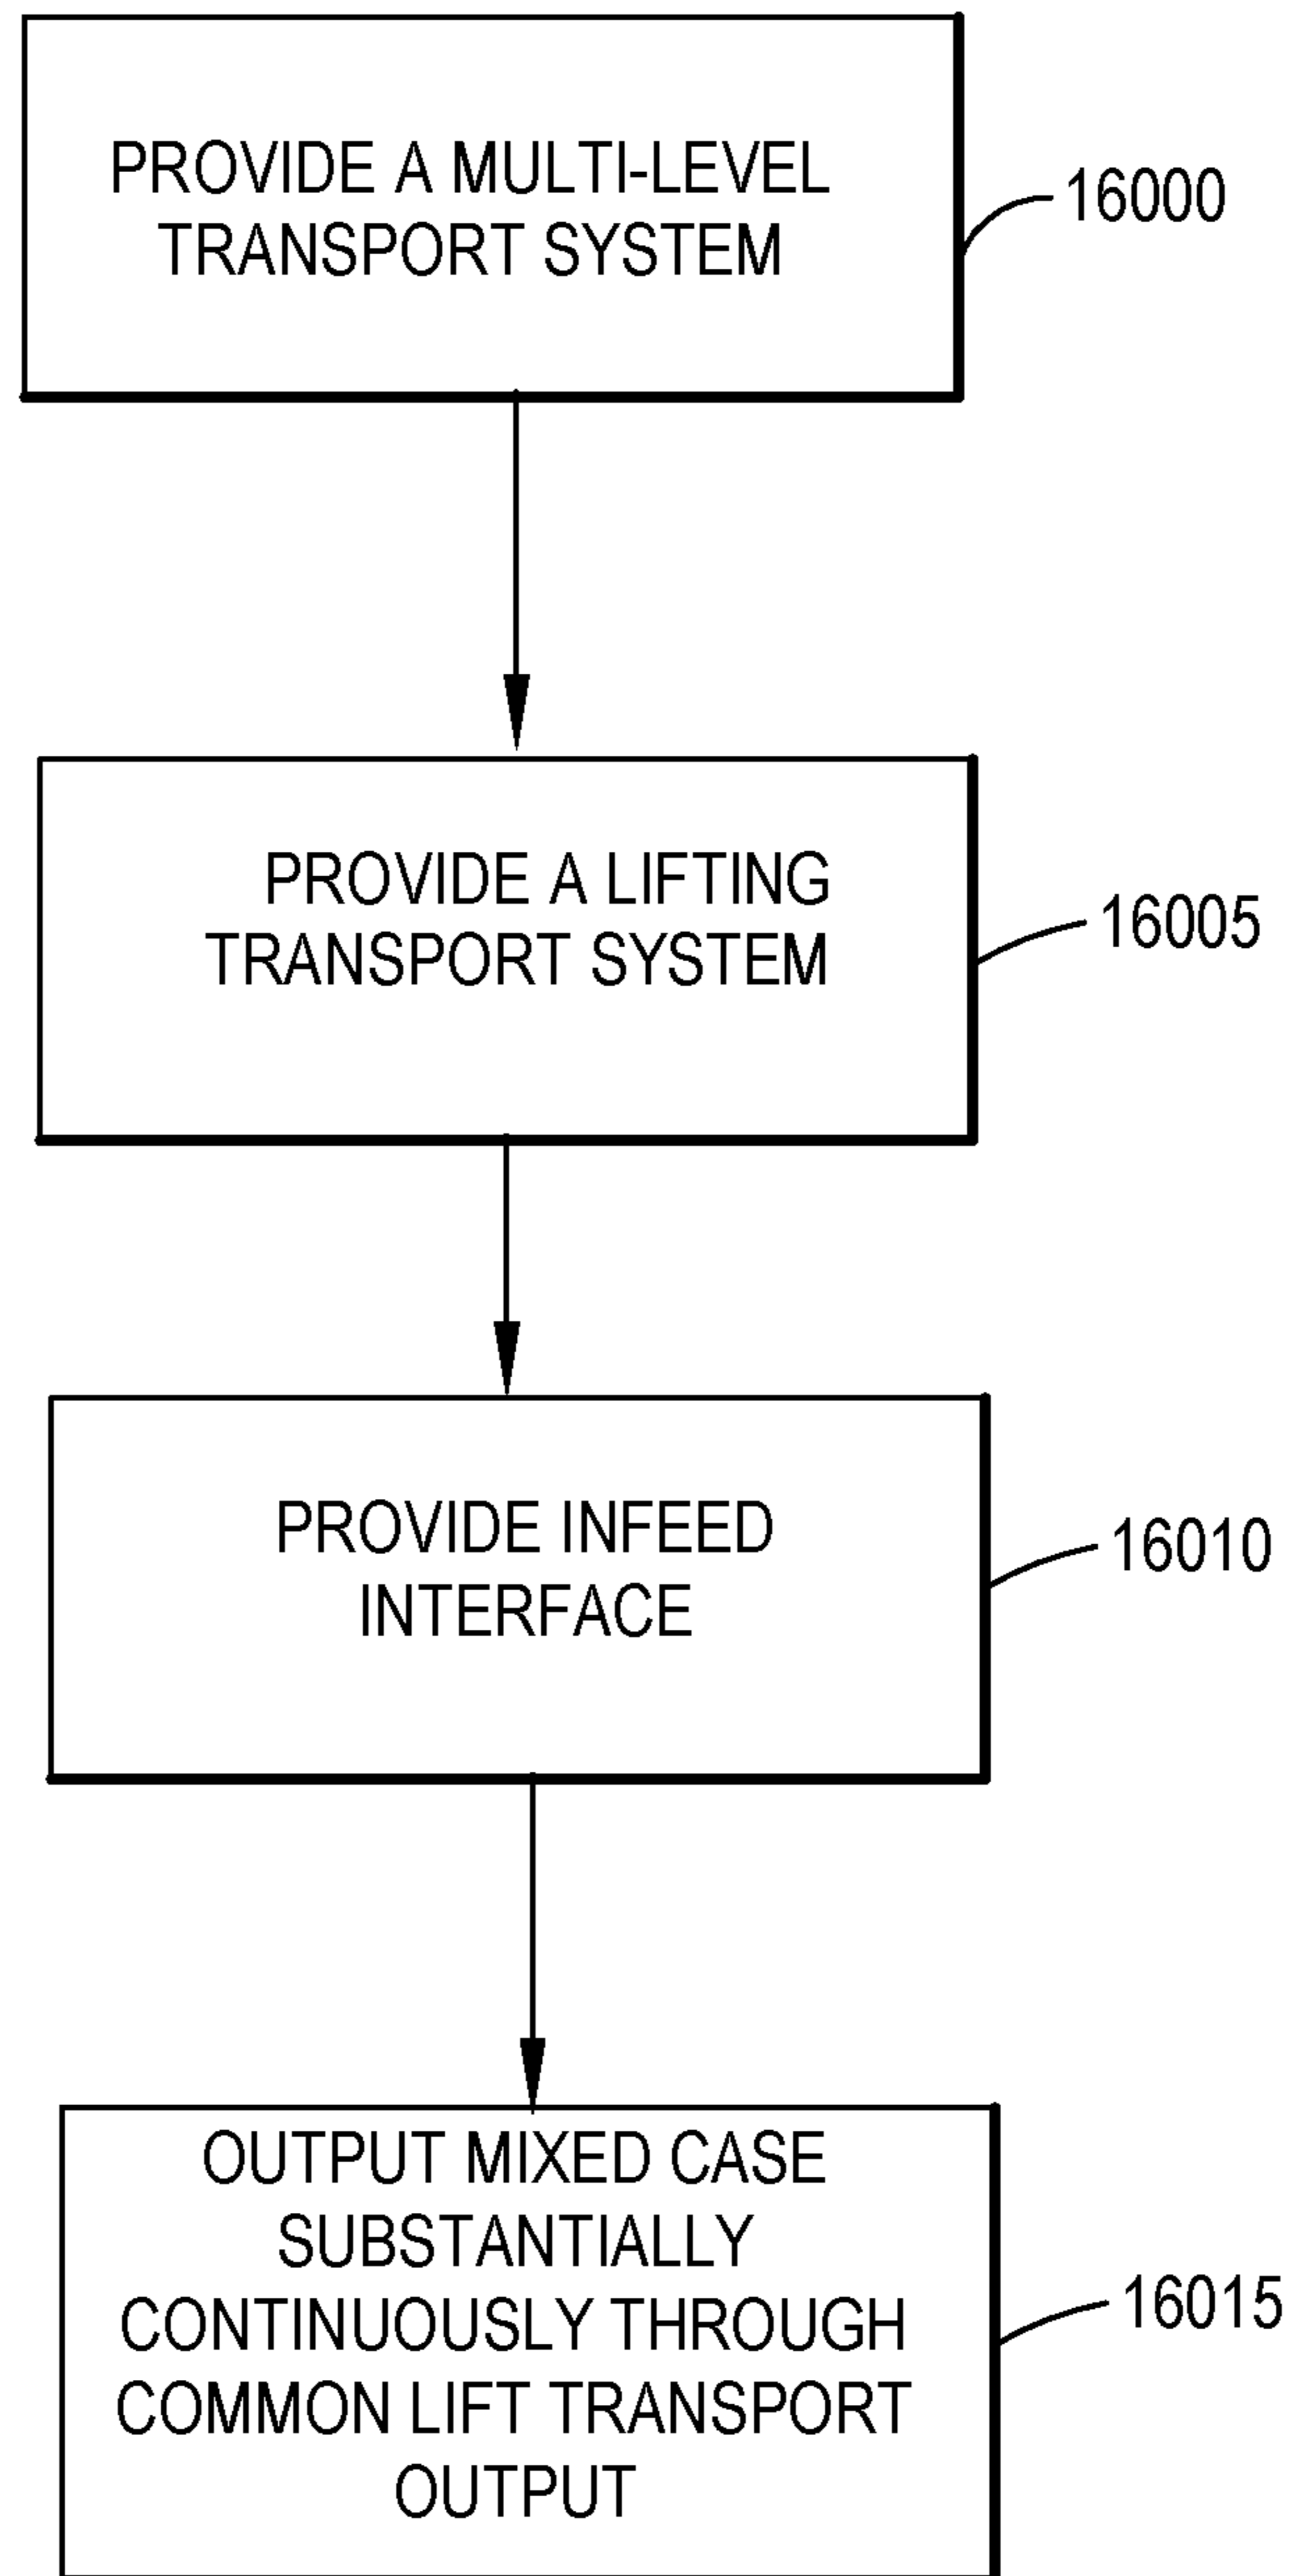 PROVIDE A MULTI-LEVEL
TRANSPORT SYSTEM
16000
PROVIDE A LIFTING
TRANSPORT SYSTEM
16005
PROVIDE INFEED
INTERFACE
16010
OUTPUT MIXED CASE
SUBSTANTIALLY
CONTINUOUSLY THROUGH
COMMON LIFT TRANSPORT
OUTPUT
16015